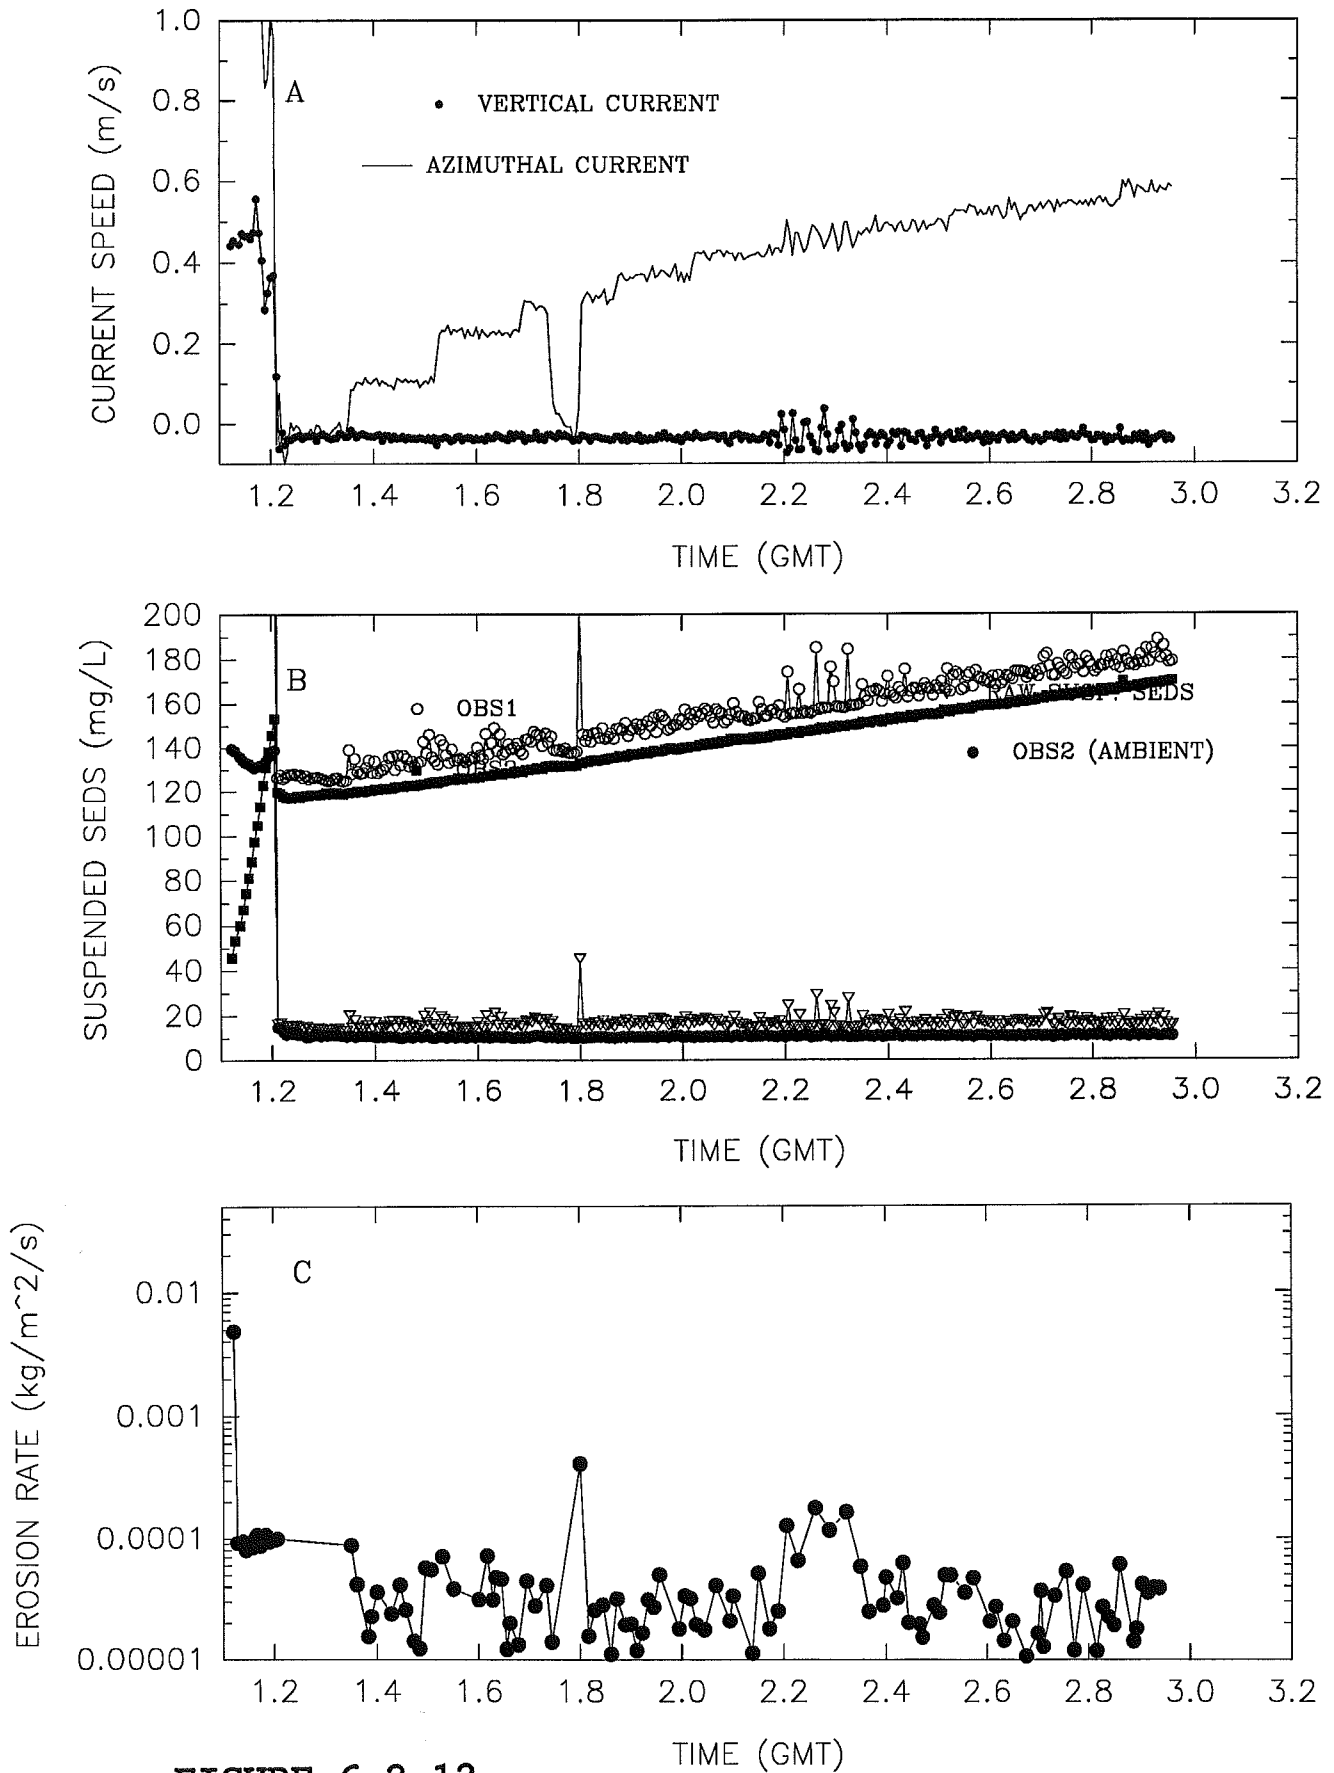 1.0
0.8
0.6
0.4
0.2
0.0
CURRENT SPEED (m/s)
A
VERTICAL CURRENT
AZIMUTHAL CURRENT
1.2 1.4 1.6 1.8 2.0 2.2 2.4 2.6 2.8 3.0 3.2
TIME (GMT)
200
180
160
140
120
100
80
60
40
20
0
SUSPENDED SEDS (mg/L)
B
OBS1
SUSP. SEDS
OBS2 (AMBIENT)
1.2 1.4 1.6 1.8 2.0 2.2 2.4 2.6 2.8 3.0 3.2
TIME (GMT)
0.01
0.001
0.0001
0.00001
EROSION RATE (kg/m^2/s)
C
1.2 1.4 1.6 1.8 2.0 2.2 2.4 2.6 2.8 3.0 3.2
TIME (GMT)